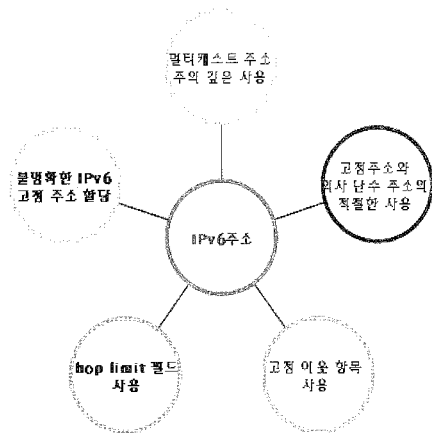 멀티캐스트 주소
주의 깊은 사용
불명확한 IPv6
고정 주소 할당
고정주소와
의사 난수 주소의
적절한 사용
IPv6주소
hop limit 필드
사용
고정 이웃 항목
사용